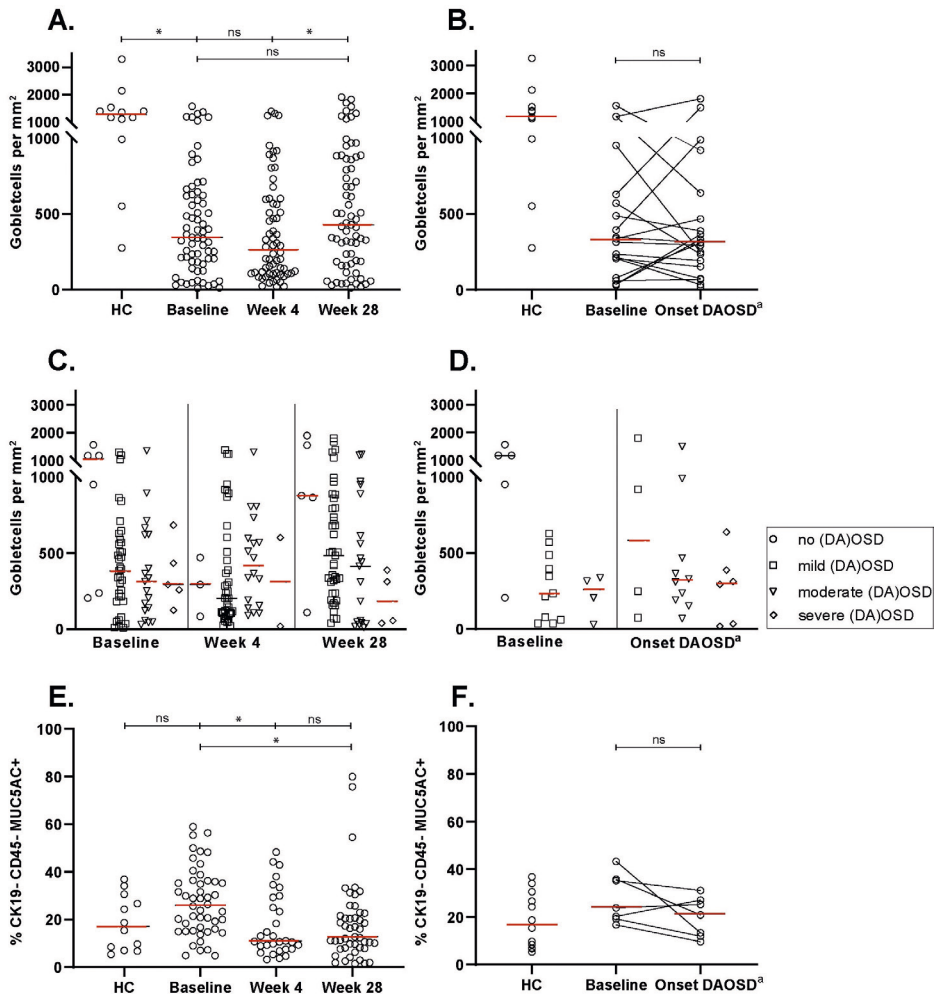 A.
* ns *
ns
Gobletcells per mm²
3000
2000
1000
1000
500
0
HC Baseline Week 4 Week 28
B.
ns
Gobletcells per mm²
3000
2000
1000
1000
500
0
HC Baseline Onset DAOSDᵃ
C.
Gobletcells per mm²
3000
2000
1000
1000
500
0
Baseline Week 4 Week 28
D.
Gobletcells per mm²
3000
2000
1000
1000
500
0
Baseline Onset DAOSDᵃ
no (DA)OSD
mild (DA)OSD
moderate (DA)OSD
severe (DA)OSD
E.
ns * ns
*
% CK19- CD45- MUC5AC+
100
80
60
40
20
0
HC Baseline Week 4 Week 28
F.
ns
% CK19- CD45- MUC5AC+
100
80
60
40
20
0
HC Baseline Onset DAOSDᵃ